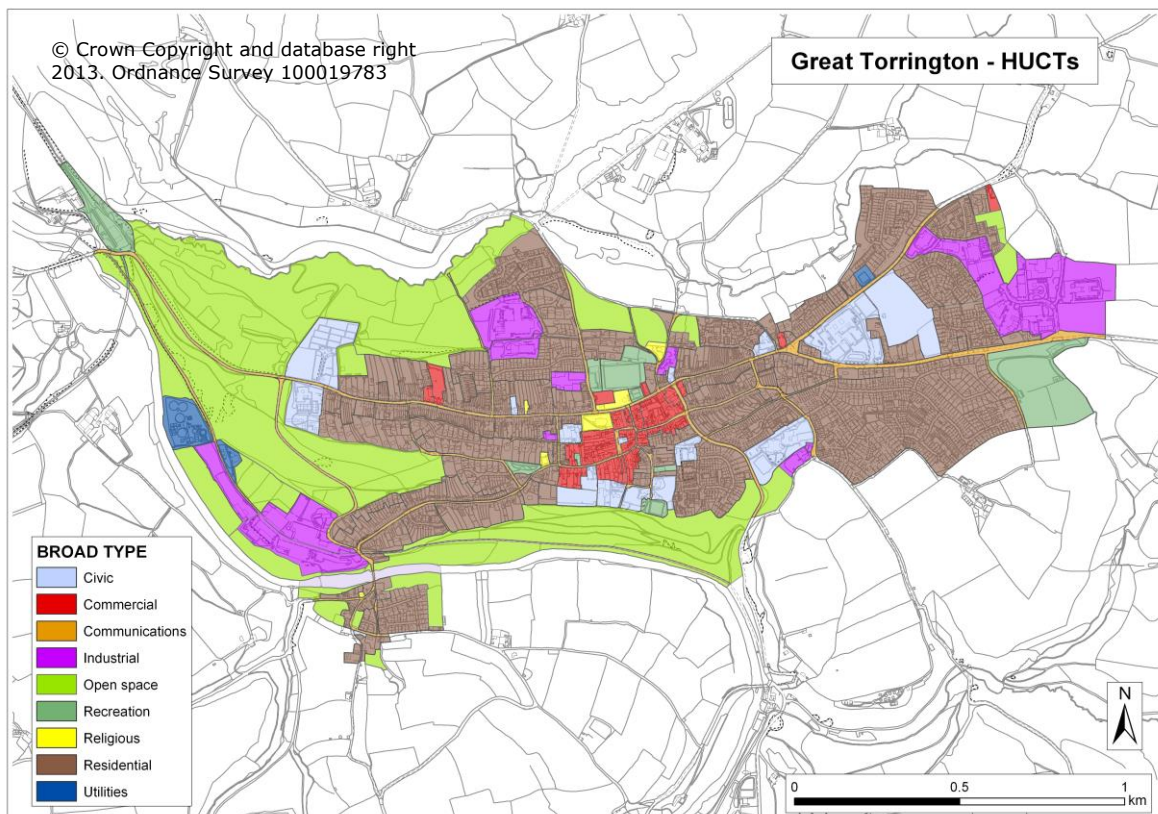 © Crown Copyright and database right
2013. Ordnance Survey 100019783
Great Torrington - HUCTs
BROAD TYPE
Civic
Commercial
Communications
Industrial
Open space
Recreation
Religious
Residential
Utilities
N
0 0.5 1
km